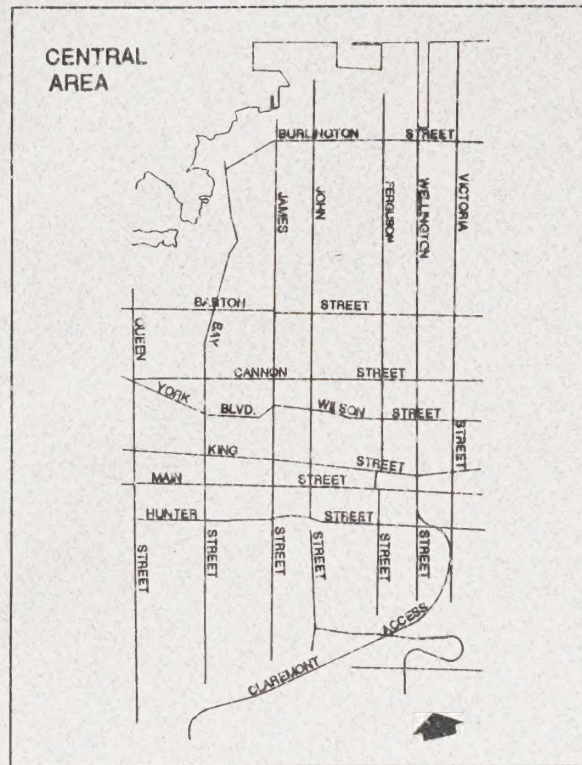 CENTRAL
AREA
BURLINGTON STREET
JAMES
JOHN
FERGUSON
WELLINGTON
VICTORIA
BARTON STREET
QUEEN
BAY
CANNON STREET
YORK BLVD. WILSON STREET
KING STREET
STREET
MAIN STREET
HUNTER STREET
STREET
STREET
STREET
STREET
STREET
STREET
CLAREMONT ACCESS